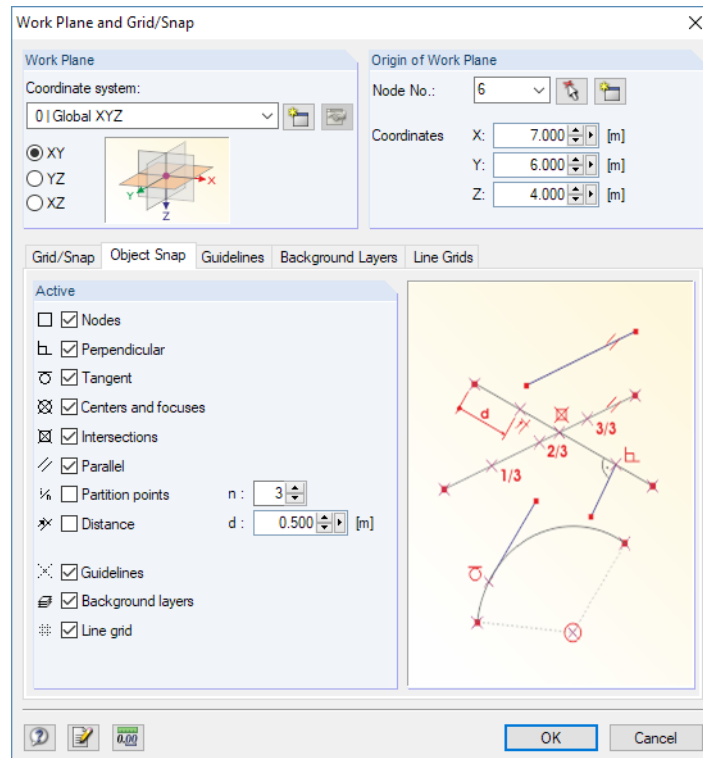 Work Plane and Grid/Snap
Work Plane
Coordinate system:
0 | Global XYZ
XY
YZ
XZ
X
Y
Z
Origin of Work Plane
Node No.: 6
Coordinates X: 7.000 [m]
Y: 6.000 [m]
Z: 4.000 [m]
Grid/Snap Object Snap Guidelines Background Layers Line Grids
Active
Nodes
Perpendicular
Tangent
Centers and focuses
Intersections
Parallel
1/n Partition points n : 3
Distance d : 0.500 [m]
Guidelines
Background layers
Line grid
d
3/3
2/3
1/3
0.00
OK Cancel